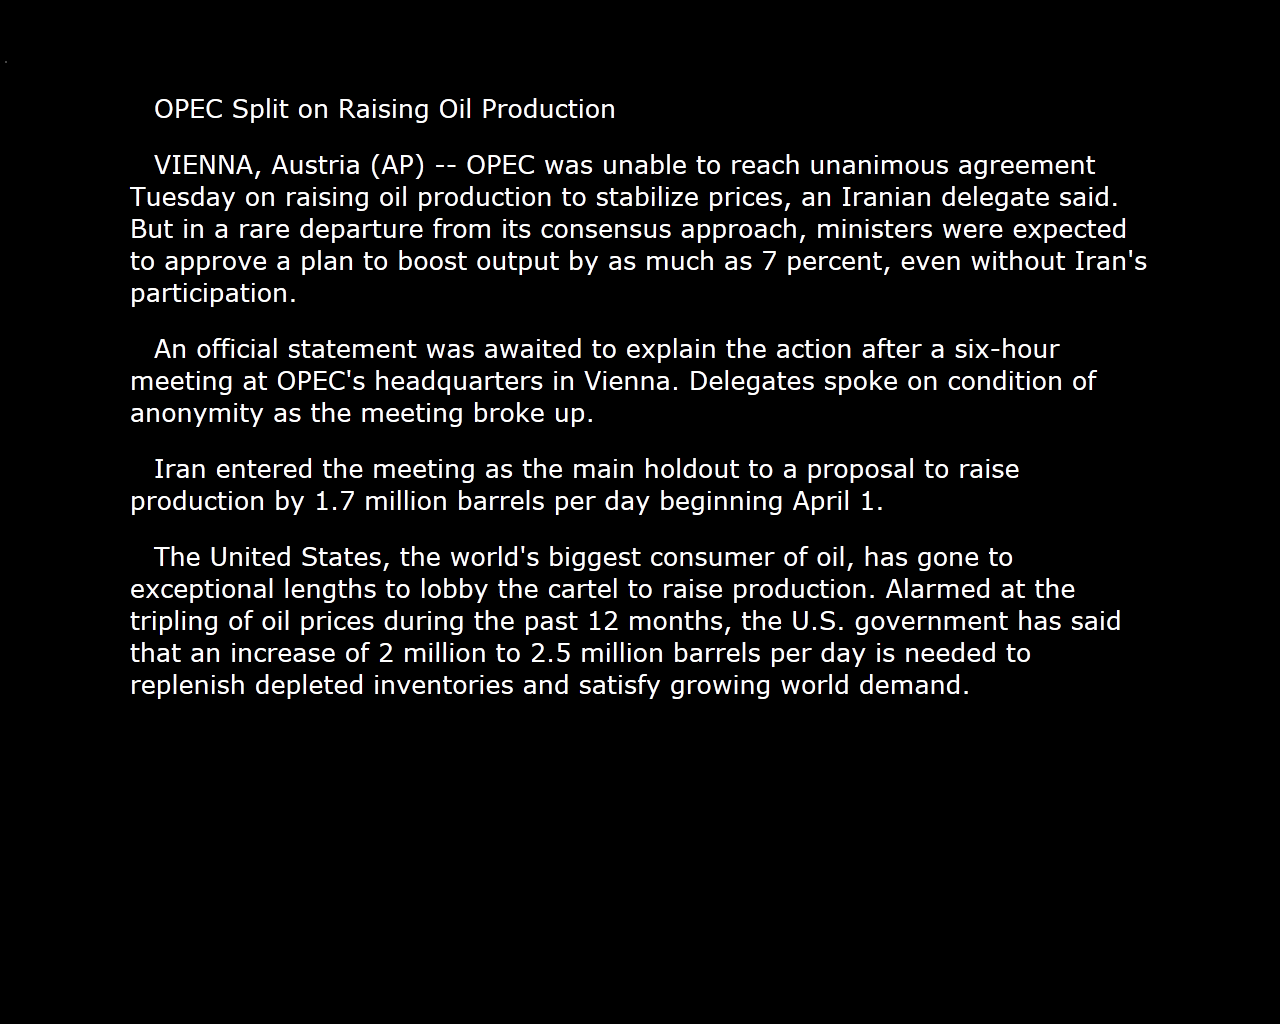 OPEC Split on Raising Oil Production
VIENNA, Austria (AP) -- OPEC was unable to reach unanimous agreement
Tuesday on raising oil production to stabilize prices, an Iranian delegate said.
But in a rare departure from its consensus approach, ministers were expected
to approve a plan to boost output by as much as 7 percent, even without Iran's
participation.
An official statement was awaited to explain the action after a six-hour
meeting at OPEC's headquarters in Vienna. Delegates spoke on condition of
anonymity as the meeting broke up.
Iran entered the meeting as the main holdout to a proposal to raise
production by 1.7 million barrels per day beginning April 1.
The United States, the world's biggest consumer of oil, has gone to
exceptional lengths to lobby the cartel to raise production. Alarmed at the
tripling of oil prices during the past 12 months, the U.S. government has said
that an increase of 2 million to 2.5 million barrels per day is needed to
replenish depleted inventories and satisfy growing world demand.